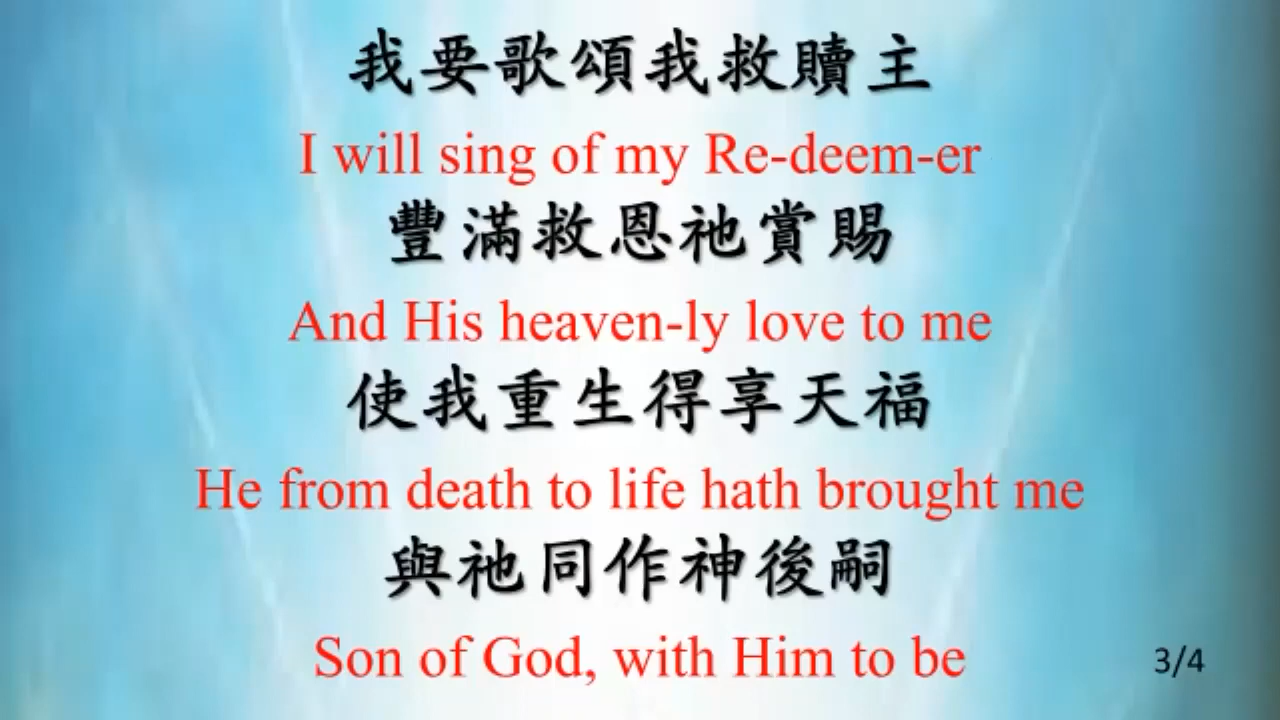 我要歌頌我救贖主
I will sing of my Re-deem-er
豐滿救恩祂賞賜
And His heaven-ly love to me
使我重生得享天福
He from death to life hath brought me
與祂同作神後嗣
Son of God, with Him to be
3/4